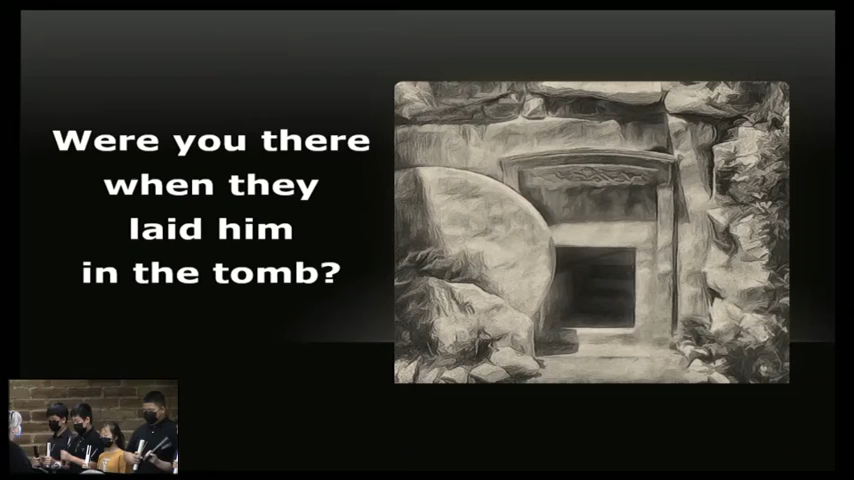 Were you there
when they
laid him
in the tomb?